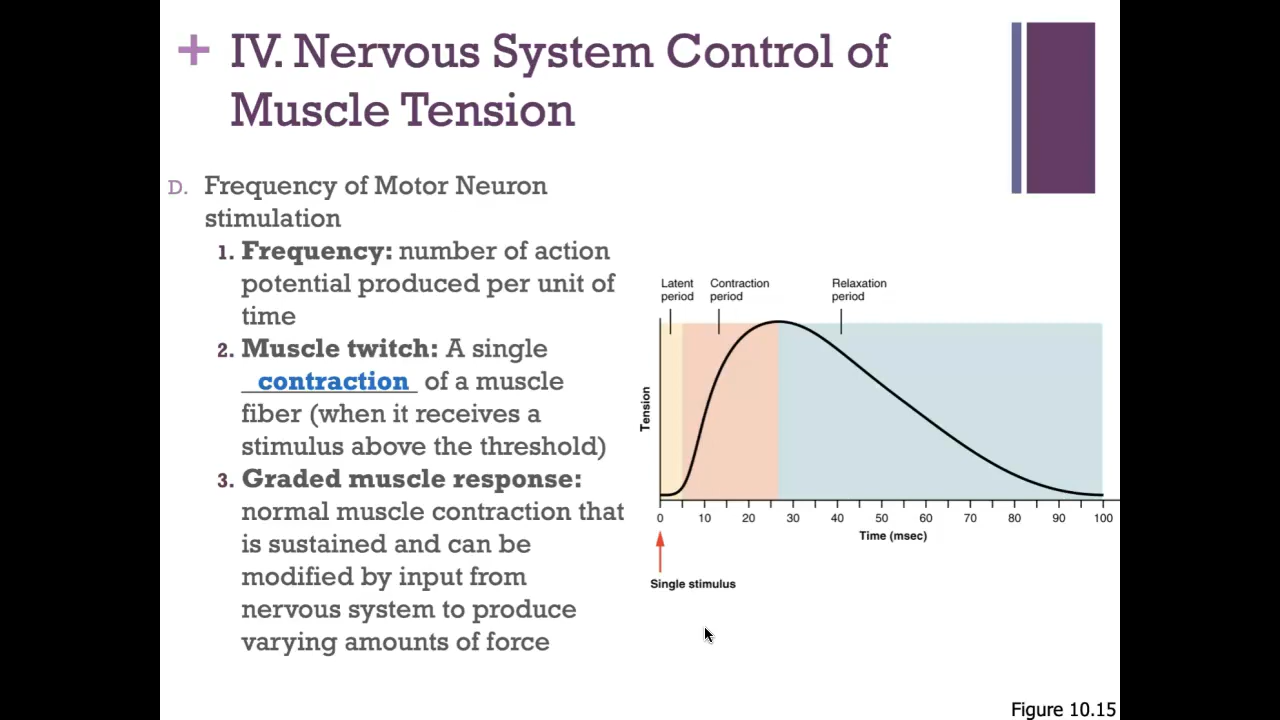 + IV. Nervous System Control of
Muscle Tension
D. Frequency of Motor Neuron
stimulation
1. Frequency: number of action
potential produced per unit of
time
2. Muscle twitch: A single
contraction of a muscle
fiber (when it receives a
stimulus above the threshold)
3. Graded muscle response:
normal muscle contraction that
is sustained and can be
modified by input from
nervous system to produce
varying amounts of force
Latent
period
Contraction
period
Relaxation
period
Tension
0 10 20 30 40 50 60 70 80 90 100
Time (msec)
Single stimulus
Figure 10.15